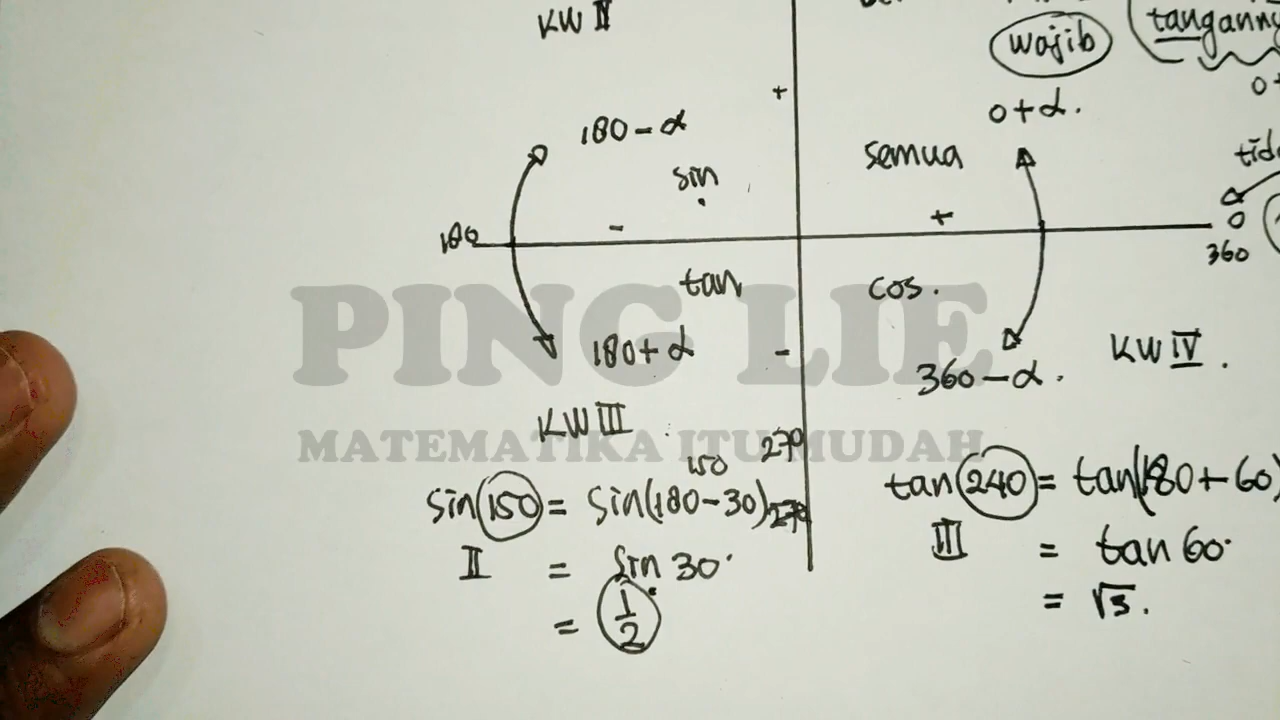 KW II
wajib
tangann
0+α.
180-α
semua
sin
+
+
180
-
0
360
tan
cos.
180+α
-
360-α.
KW IV.
KW III
PING LIE
MATEMATIKA ITU MUDAH
270
150
sin(150) = sin(180-30)
270
II
= sin 30°
= 1/2
tan(240) = tan(180+60)
III
= tan 60°
= √3.